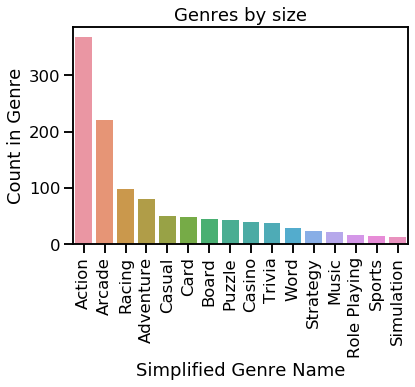 Genres by size
Count in Genre
300
200
100
0
Action
Arcade
Racing
Adventure
Casual
Card
Board
Puzzle
Casino
Trivia
Word
Strategy
Music
Role Playing
Sports
Simulation
Simplified Genre Name